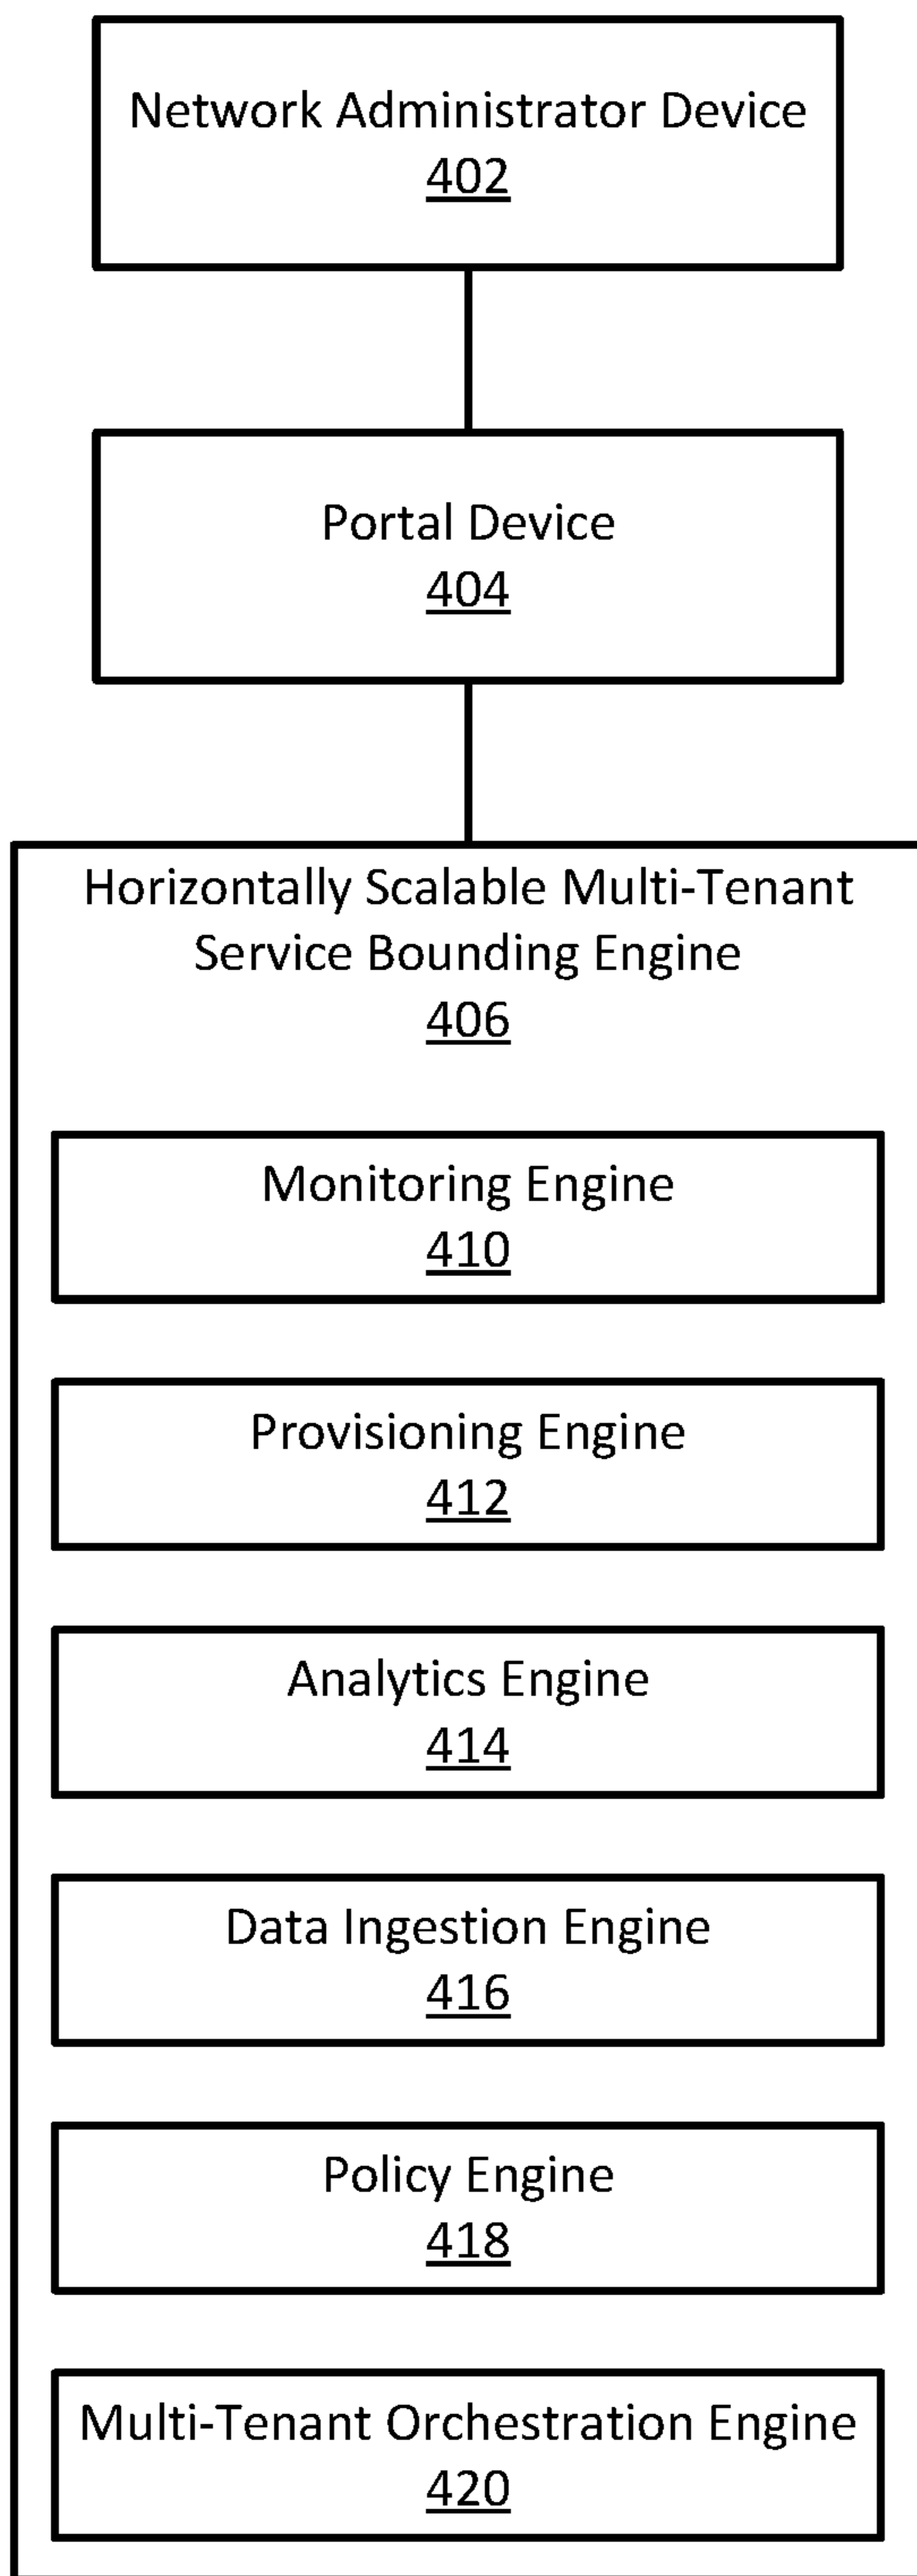 Network Administrator Device
402
Portal Device
404
Horizontally Scalable Multi-Tenant
Service Bounding Engine
406
Monitoring Engine
410
Provisioning Engine
412
Analytics Engine
414
Data Ingestion Engine
416
Policy Engine
418
Multi-Tenant Orchestration Engine
420